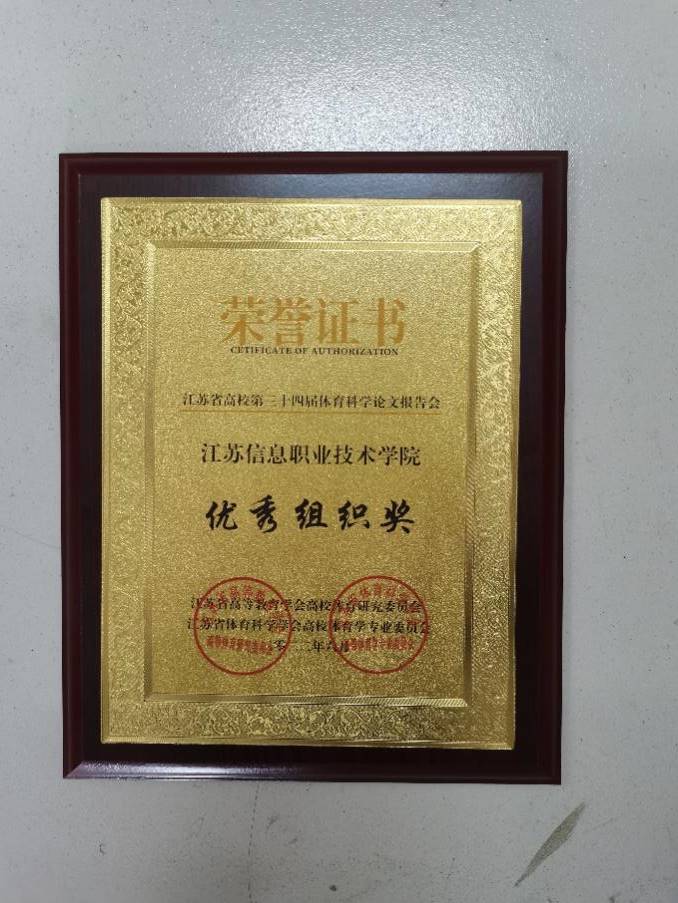 荣誉证书
CETIFICATE OF AUTHORIZATION
江苏省高校第三十四届体育科学论文报告会
江苏信息职业技术学院
优秀组织奖
江苏省高等教育学会高校体育研究委员会
江苏省体育科学学会高校体育学专业委员会